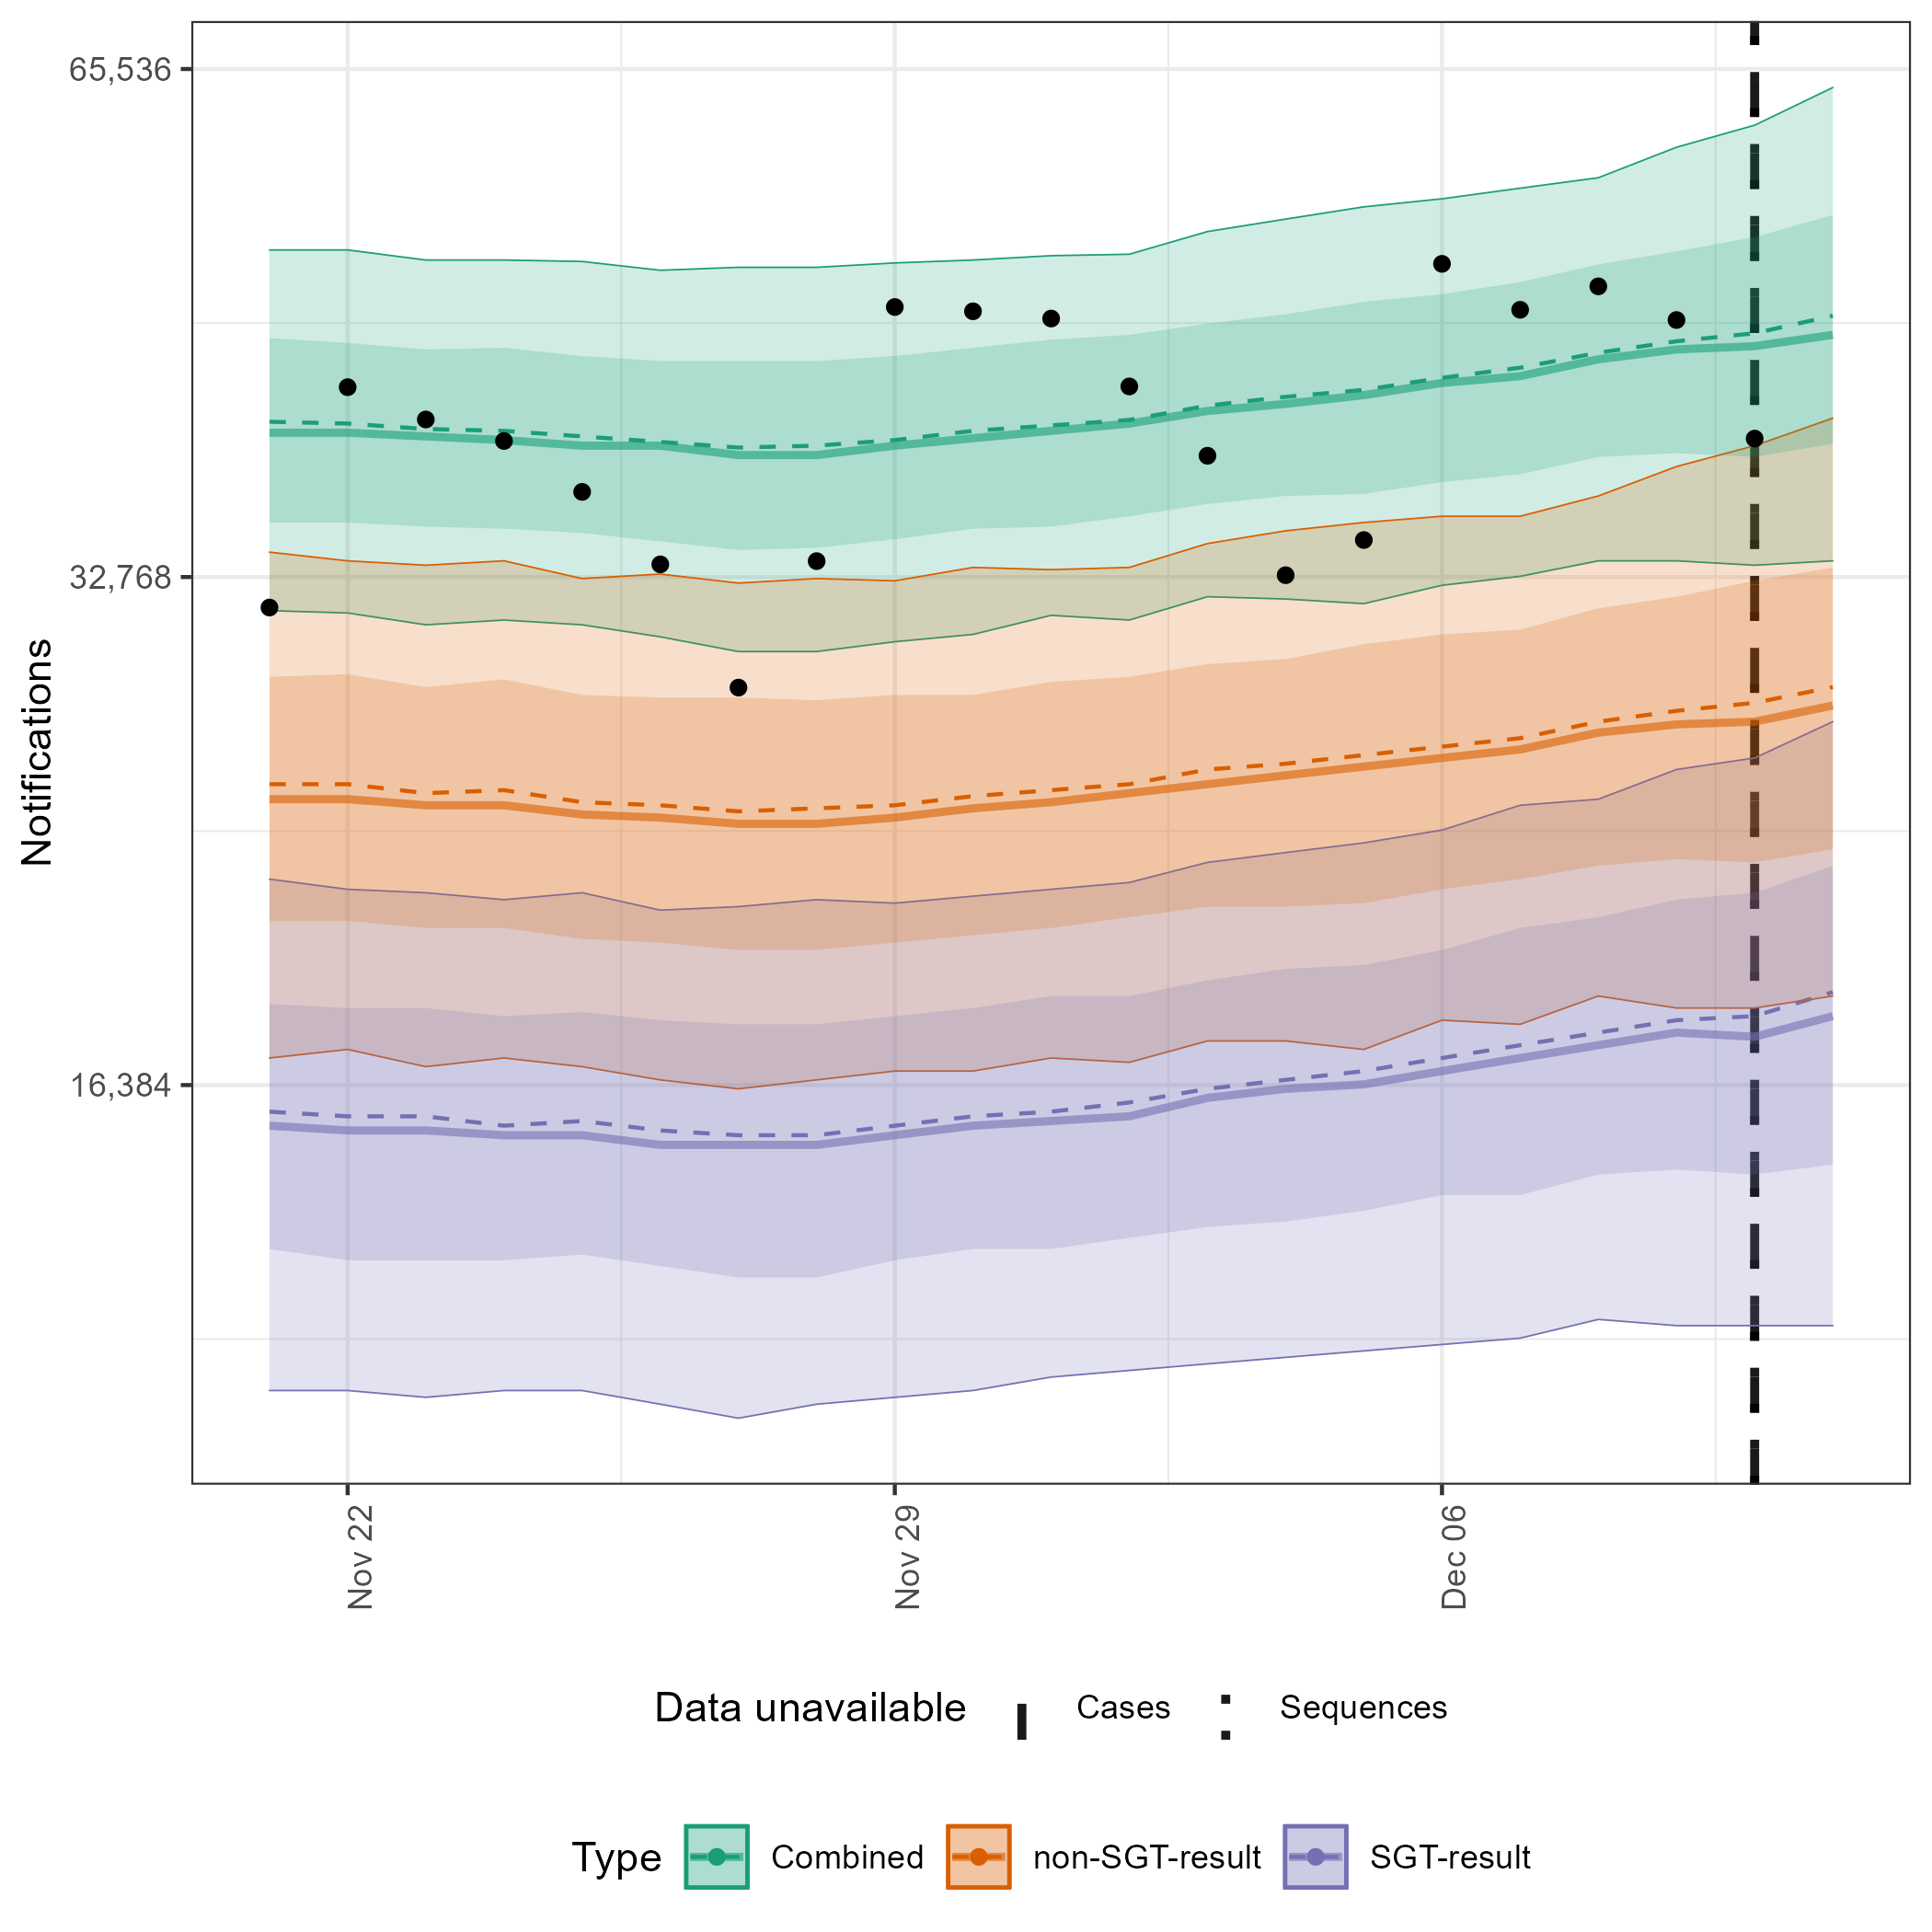 65,536
32,768
16,384
Notifications
Nov 22
Nov 29
Dec 06
Data unavailable Cases Sequences
Type Combined non-SGT-result SGT-result